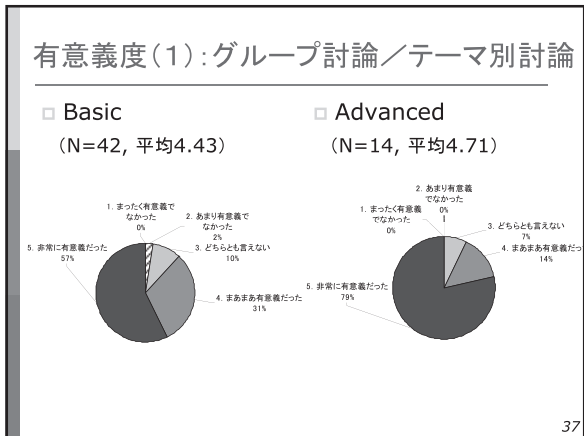 有意義度（１）：グループ討論／テーマ別討論
Basic
（N=42, 平均4.43）
1. まったく有意義で
なかった
0%
2. あまり有意義で
なかった
2%
3. どちらとも言えない
10%
4. まあまあ有意義だった
31%
5. 非常に有意義だった
57%
Advanced
（N=14, 平均4.71）
1. まったく有意義
でなかった
0%
2. あまり有意義
でなかった
0%
3. どちらとも言えない
7%
4. まあまあ有意義だっ
14%
5. 非常に有意義だった
79%
37